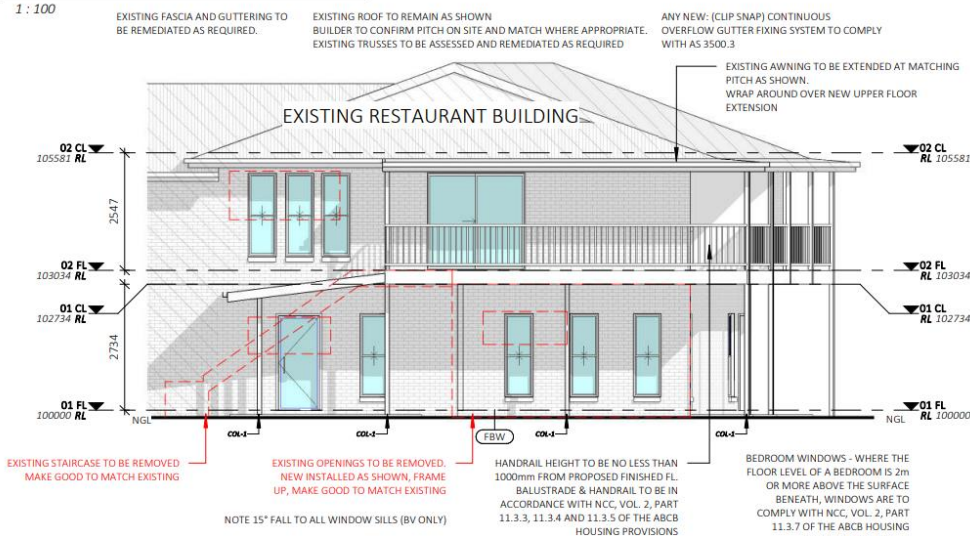 1 : 100
EXISTING FASCIA AND GUTTERING TO
BE REMEDIATED AS REQUIRED.
EXISTING ROOF TO REMAIN AS SHOWN
BUILDER TO CONFIRM PITCH ON SITE AND MATCH WHERE APPROPRIATE.
EXISTING TRUSSES TO BE ASSESSED AND REMEDIATED AS REQUIRED
ANY NEW: (CLIP SNAP) CONTINUOUS
OVERFLOW GUTTER FIXING SYSTEM TO COMPLY
WITH AS 3500.3
EXISTING AWNING TO BE EXTENDED AT MATCHING
PITCH AS SHOWN.
WRAP AROUND OVER NEW UPPER FLOOR
EXTENSION
EXISTING RESTAURANT BUILDING
02 CL
105581 RL
02 CL
RL 105581
2547
02 FL
103034 RL
02 FL
RL 103034
01 CL
102734 RL
01 CL
RL 102734
2734
01 FL
100000 RL
01 FL
RL 100000
NGL
NGL
COL-1
COL-1
FBW
COL-1
COL-1
EXISTING STAIRCASE TO BE REMOVED
MAKE GOOD TO MATCH EXISTING
EXISTING OPENINGS TO BE REMOVED.
NEW INSTALLED AS SHOWN, FRAME
UP, MAKE GOOD TO MATCH EXISTING
NOTE 15° FALL TO ALL WINDOW SILLS (BV ONLY)
HANDRAIL HEIGHT TO BE NO LESS THAN
1000mm FROM PROPOSED FINISHED FL.
BALUSTRADE & HANDRAIL TO BE IN
ACCORDANCE WITH NCC, VOL. 2, PART
11.3.3, 11.3.4 AND 11.3.5 OF THE ABCB
HOUSING PROVISIONS
BEDROOM WINDOWS - WHERE THE
FLOOR LEVEL OF A BEDROOM IS 2m
OR MORE ABOVE THE SURFACE
BENEATH, WINDOWS ARE TO
COMPLY WITH NCC, VOL. 2, PART
11.3.7 OF THE ABCB HOUSING